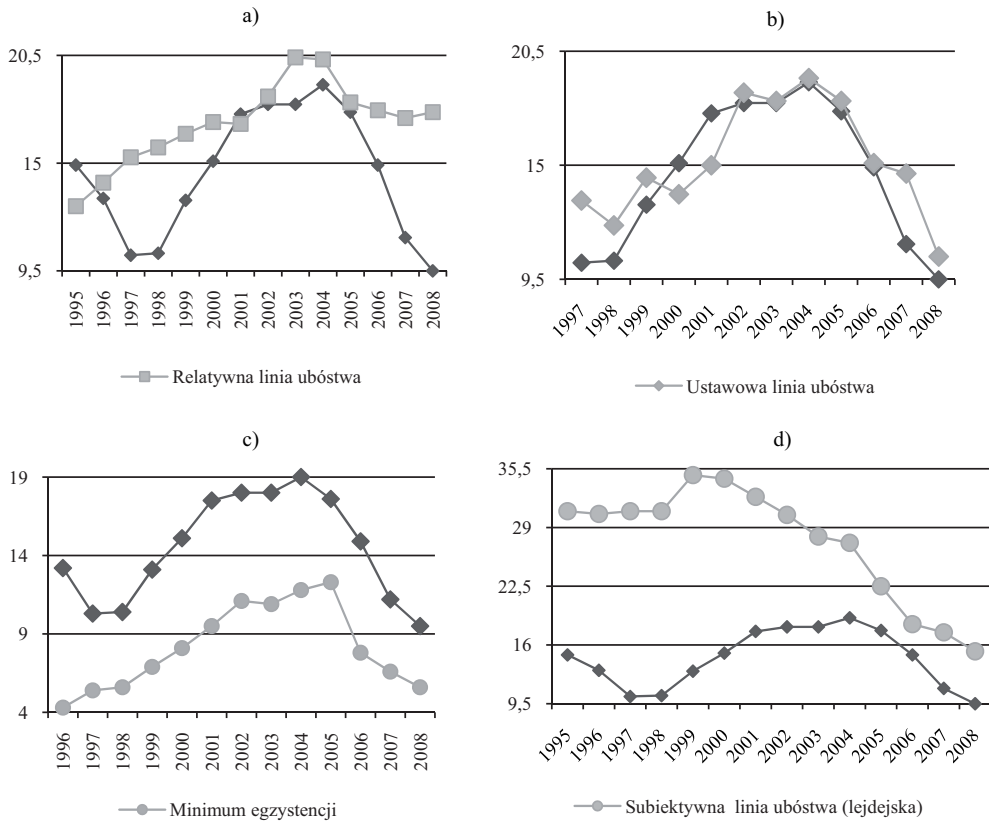 a)
20,5
15
9,5
1995 1996 1997 1998 1999 2000 2001 2002 2003 2004 2005 2006 2007 2008
Relatywna linia ubóstwa
b)
20,5
15
9,5
1997 1998 1999 2000 2001 2002 2003 2004 2005 2006 2007 2008
Ustawowa linia ubóstwa
c)
19
14
9
4
1996 1997 1998 1999 2000 2001 2002 2003 2004 2005 2006 2007 2008
Minimum egzystencji
d)
35,5
29
22,5
16
9,5
1995 1996 1997 1998 1999 2000 2001 2002 2003 2004 2005 2006 2007 2008
Subiektywna linia ubóstwa (lejdejska)